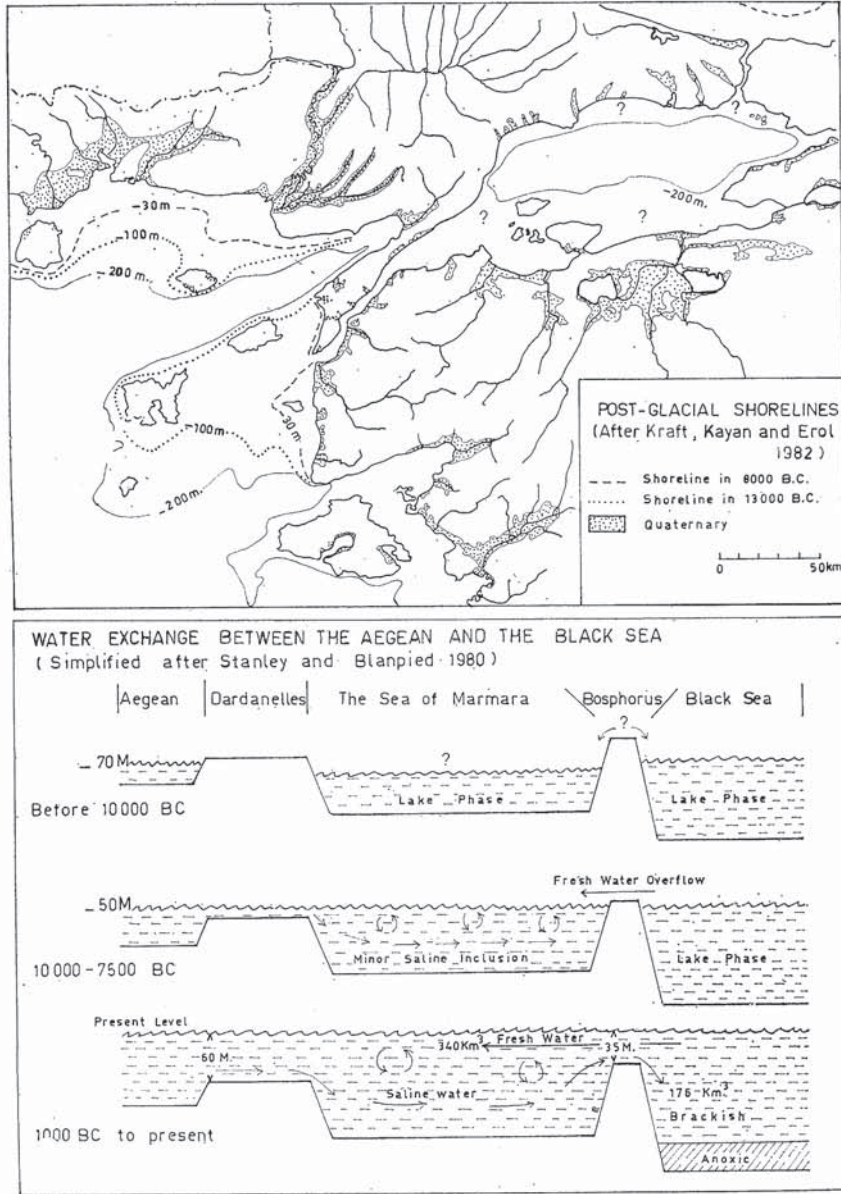 ?
?
?
?
-200m.
-30m
-100m
-200m.
-30m
-100m
-200m.
POST-GLACIAL SHORELINES
(After Kraft, Kayan and Erol
1982)
Shoreline in 8000 B.C.
Shoreline in 13000 B.C.
Quaternary
0 50km
WATER EXCHANGE BETWEEN THE AEGEAN AND THE BLACK SEA
(Simplified after Stanley and Blanpied 1980)
Aegean Dardanelles The Sea of Marmara Bosphorus Black Sea
?
?
_ 70M
Lake Phase Lake Phase
Before 10000 BC
Fresh Water Overflow
_ 50M
Minor Saline Inclusion Lake Phase
10000-7500 BC
Present Level
340Km³ Fresh Water
-60M. -35M.
Saline water 176 Km³
Brackish
1000 BC to present
Anoxic